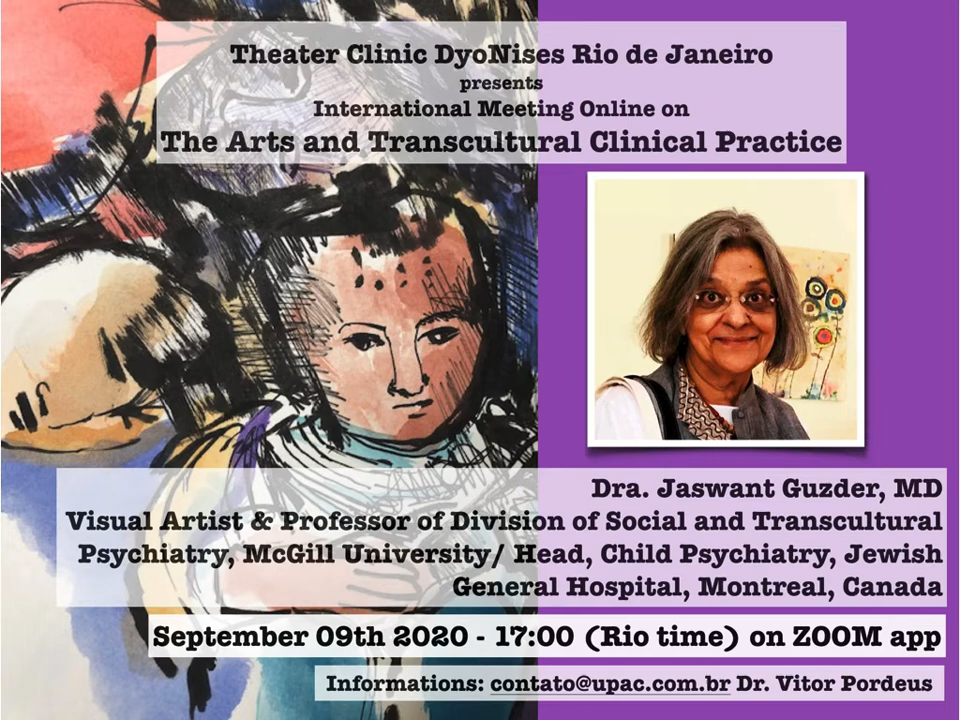 Theater Clinic DyoNises Rio de Janeiro
presents
International Meeting Online on
The Arts and Transcultural Clinical Practice
Dra. Jaswant Guzder, MD
Visual Artist & Professor of Division of Social and Transcultural
Psychiatry, McGill University/ Head, Child Psychiatry, Jewish
General Hospital, Montreal, Canada
September 09th 2020 - 17:00 (Rio time) on ZOOM app
Informations: contato@upac.com.br Dr. Vitor Pordeus